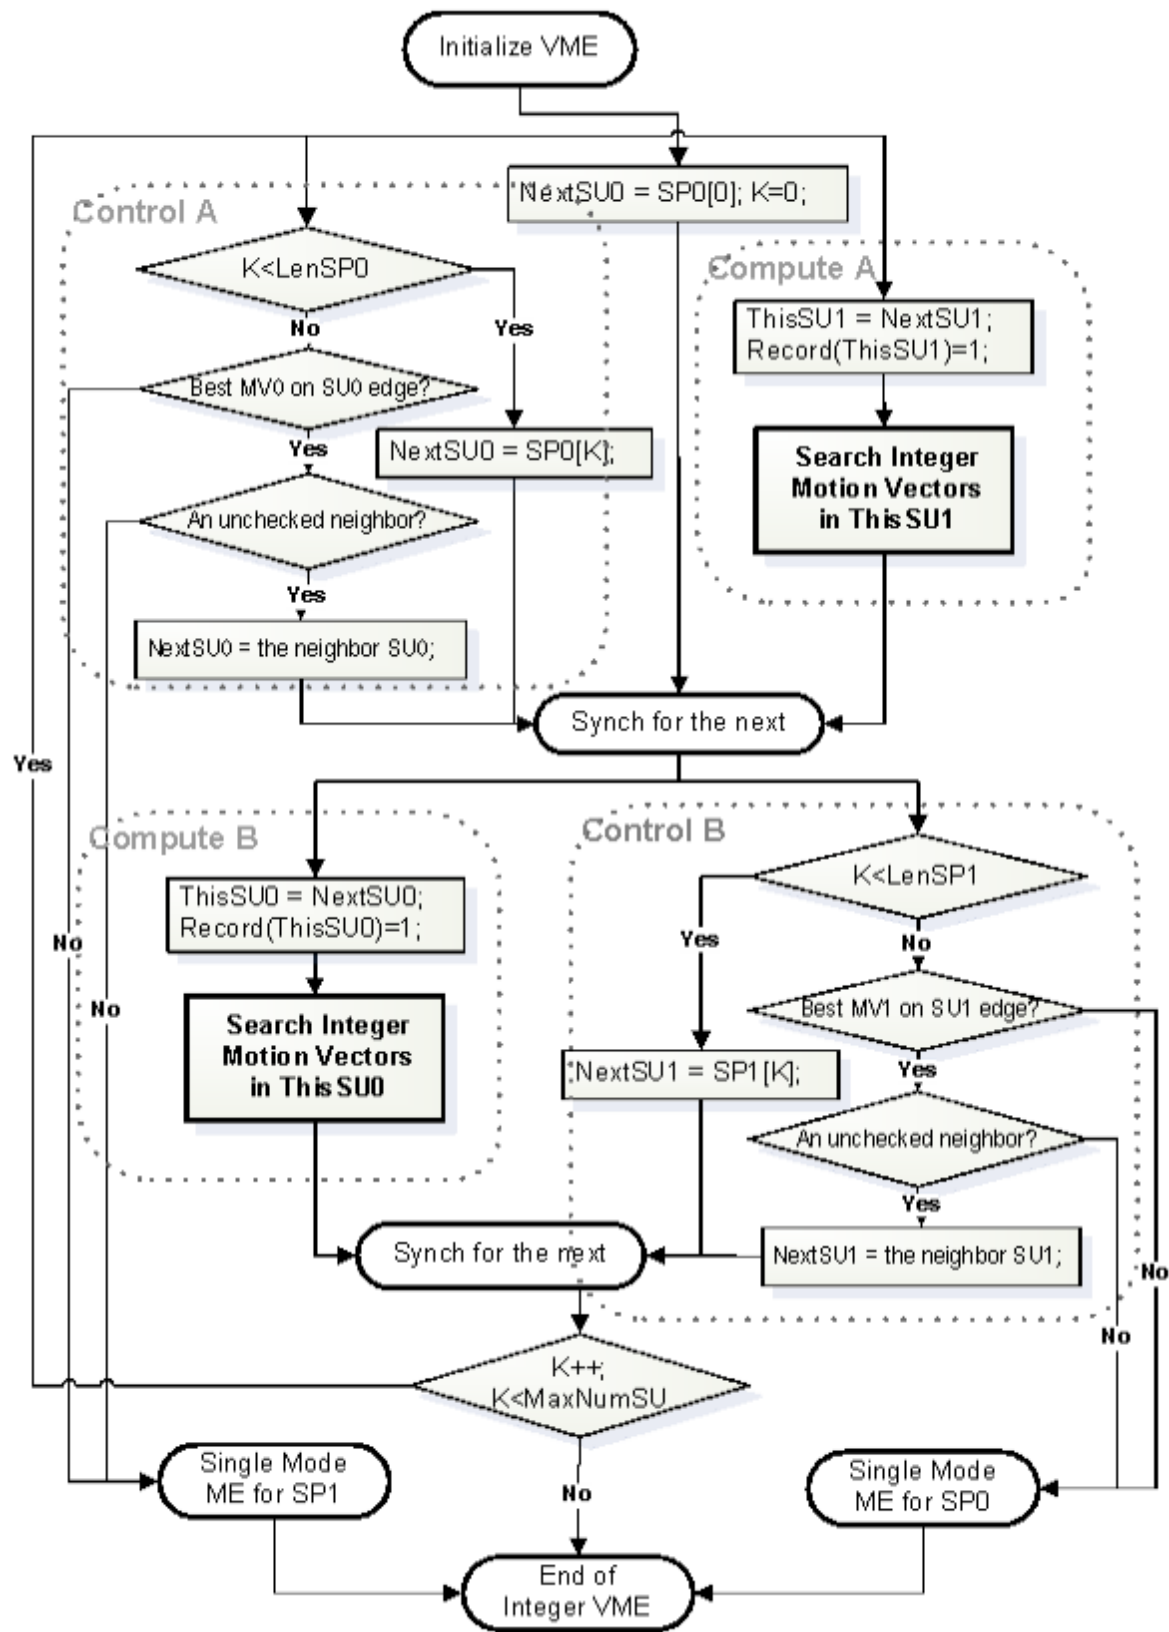 Initialize VME
NextSU0 = SP0[0]; K=0;
Control A
K<LenSP0
No
Yes
Best MV0 on SU0 edge?
Yes
NextSU0 = SP0[K];
An unchecked neighbor?
Yes
NextSU0 = the neighbor SU0;
Compute A
ThisSU1 = NextSU1;
Record(ThisSU1)=1;
Search Integer
Motion Vectors
in ThisSU1
Synch for the next
Yes
Compute B
ThisSU0 = NextSU0;
Record(ThisSU0)=1;
No
No
Search Integer
Motion Vectors
in ThisSU0
Control B
K<LenSP1
Yes
No
Best MV1 on SU1 edge?
NextSU1 = SP1[K];
Yes
An unchecked neighbor?
Yes
NextSU1 = the neighbor SU1;
No
No
Synch for the next
K++;
K<MaxNumSU
Single Mode
ME for SP1
No
Single Mode
ME for SP0
End of
Integer VME